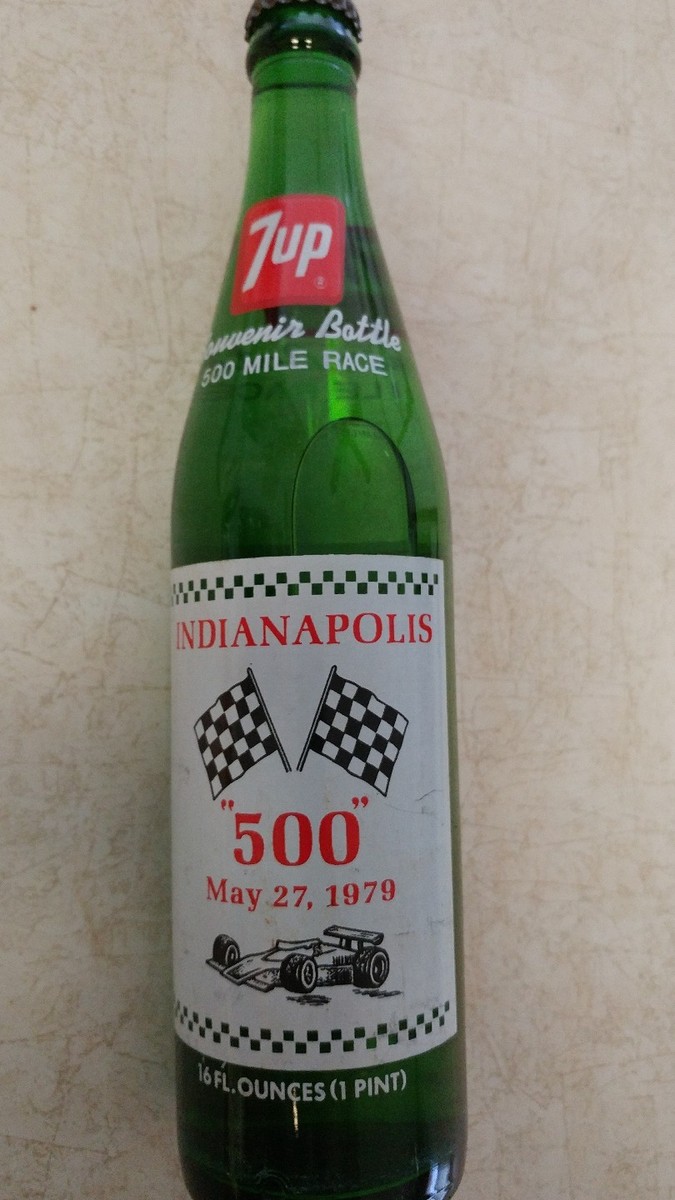 7up
Souvenir Bottle
500 MILE RACE
INDIANAPOLIS
"500"
May 27, 1979
16 FL. OUNCES (1 PINT)